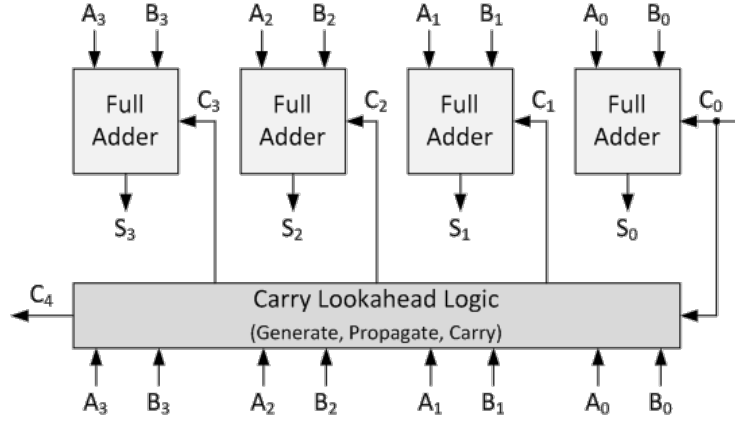 A₃ B₃ A₂ B₂ A₁ B₁ A₀ B₀
Full Adder C₃ Full Adder C₂ Full Adder C₁ Full Adder C₀
S₃ S₂ S₁ S₀
C₄ Carry Lookahead Logic
(Generate, Propagate, Carry)
A₃ B₃ A₂ B₂ A₁ B₁ A₀ B₀